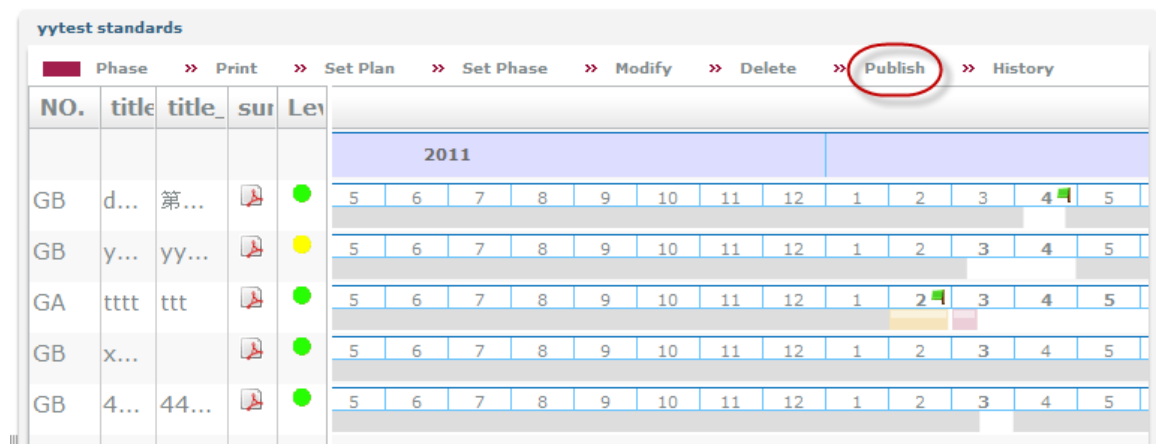 yytest standards
Phase » Print » Set Plan » Set Phase » Modify » Delete » Publish » History
NO. title title_ sur Lev
2011
GB d... 第... 5 6 7 8 9 10 11 12 1 2 3 4 5
GB y... yy... 5 6 7 8 9 10 11 12 1 2 3 4 5
GA tttt ttt 5 6 7 8 9 10 11 12 1 2 3 4 5
GB x... 5 6 7 8 9 10 11 12 1 2 3 4 5
GB 4... 44... 5 6 7 8 9 10 11 12 1 2 3 4 5